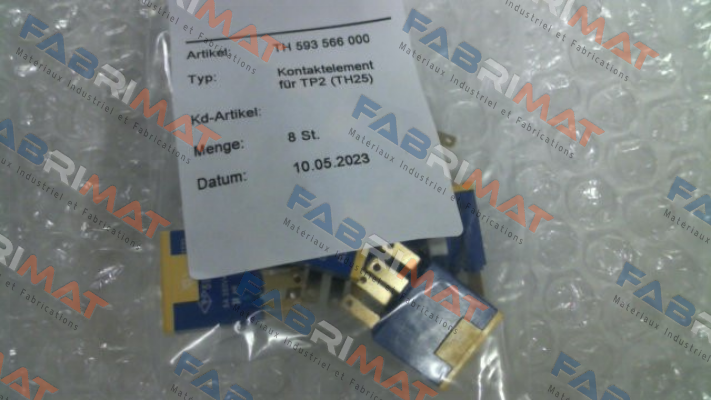 Artikel: TH 593 566 000
Typ: Kontaktelement
für TP2 (TH25)
Kd-Artikel:
Menge: 8 St.
Datum: 10.05.2023
FABRIMAT
Materiaux Industriel et Fabrications